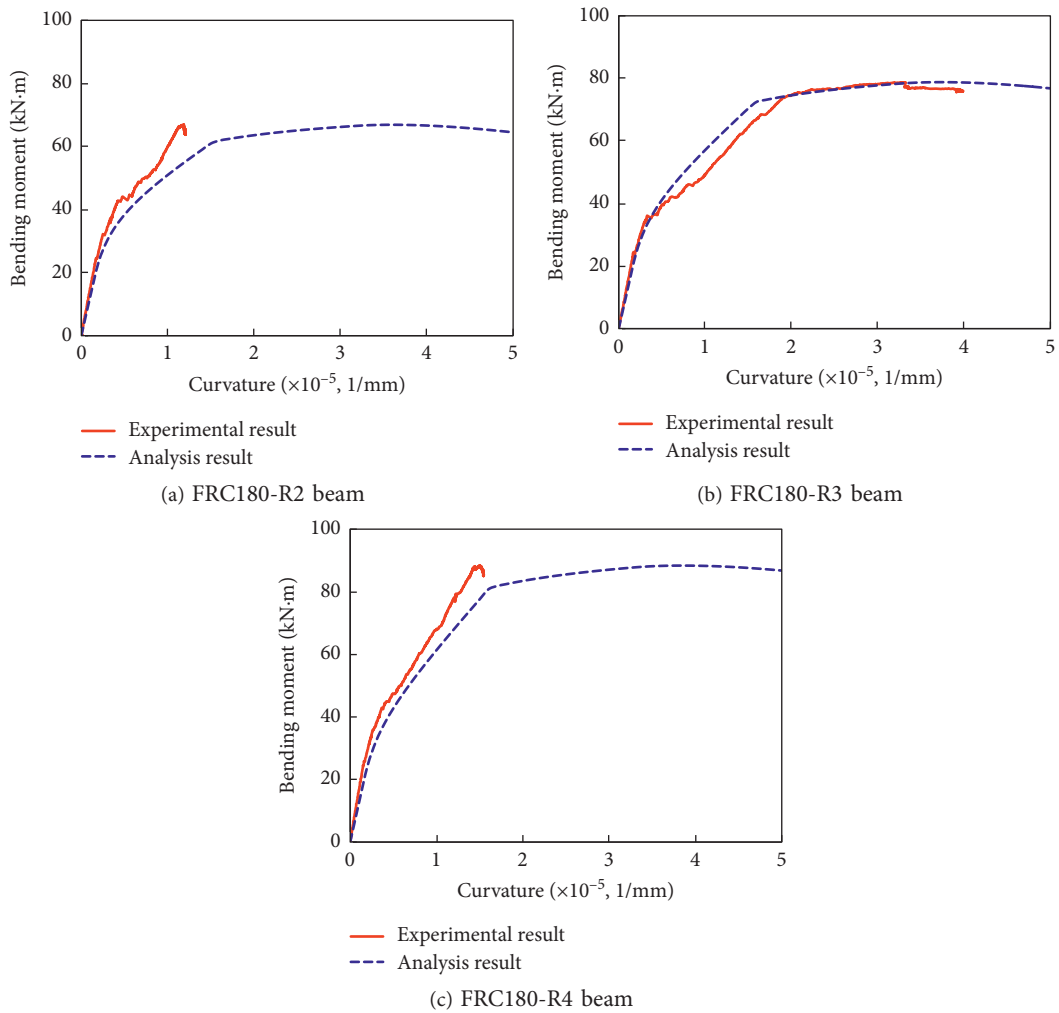 100
80
60
40
20
0
Bending moment (kN·m)
0 1 2 3 4 5
Curvature (×10⁻⁵, 1/mm)
Experimental result
Analysis result
(a) FRC180-R2 beam
100
80
60
40
20
0
Bending moment (kN·m)
0 1 2 3 4 5
Curvature (×10⁻⁵, 1/mm)
Experimental result
Analysis result
(b) FRC180-R3 beam
100
80
60
40
20
0
Bending moment (kN·m)
0 1 2 3 4 5
Curvature (×10⁻⁵, 1/mm)
Experimental result
Analysis result
(c) FRC180-R4 beam